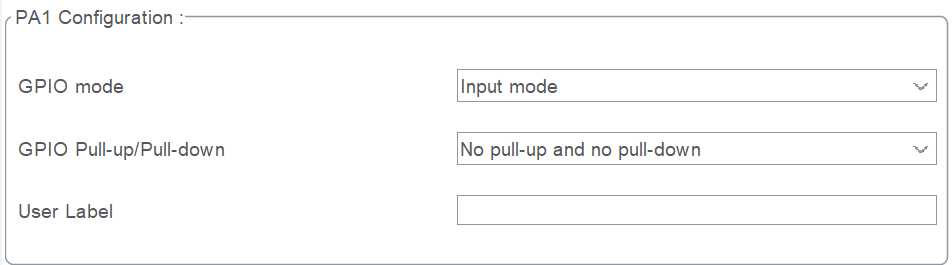 PA1 Configuration :
GPIO mode Input mode
GPIO Pull-up/Pull-down No pull-up and no pull-down
User Label